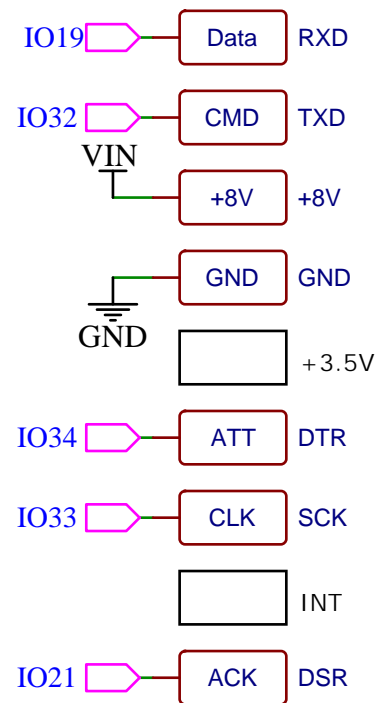 IO19 Data RXD
IO32 CMD TXD
VIN
+8V +8V
GND GND
GND
+3.5V
IO34 ATT DTR
IO33 CLK SCK
INT
IO21 ACK DSR